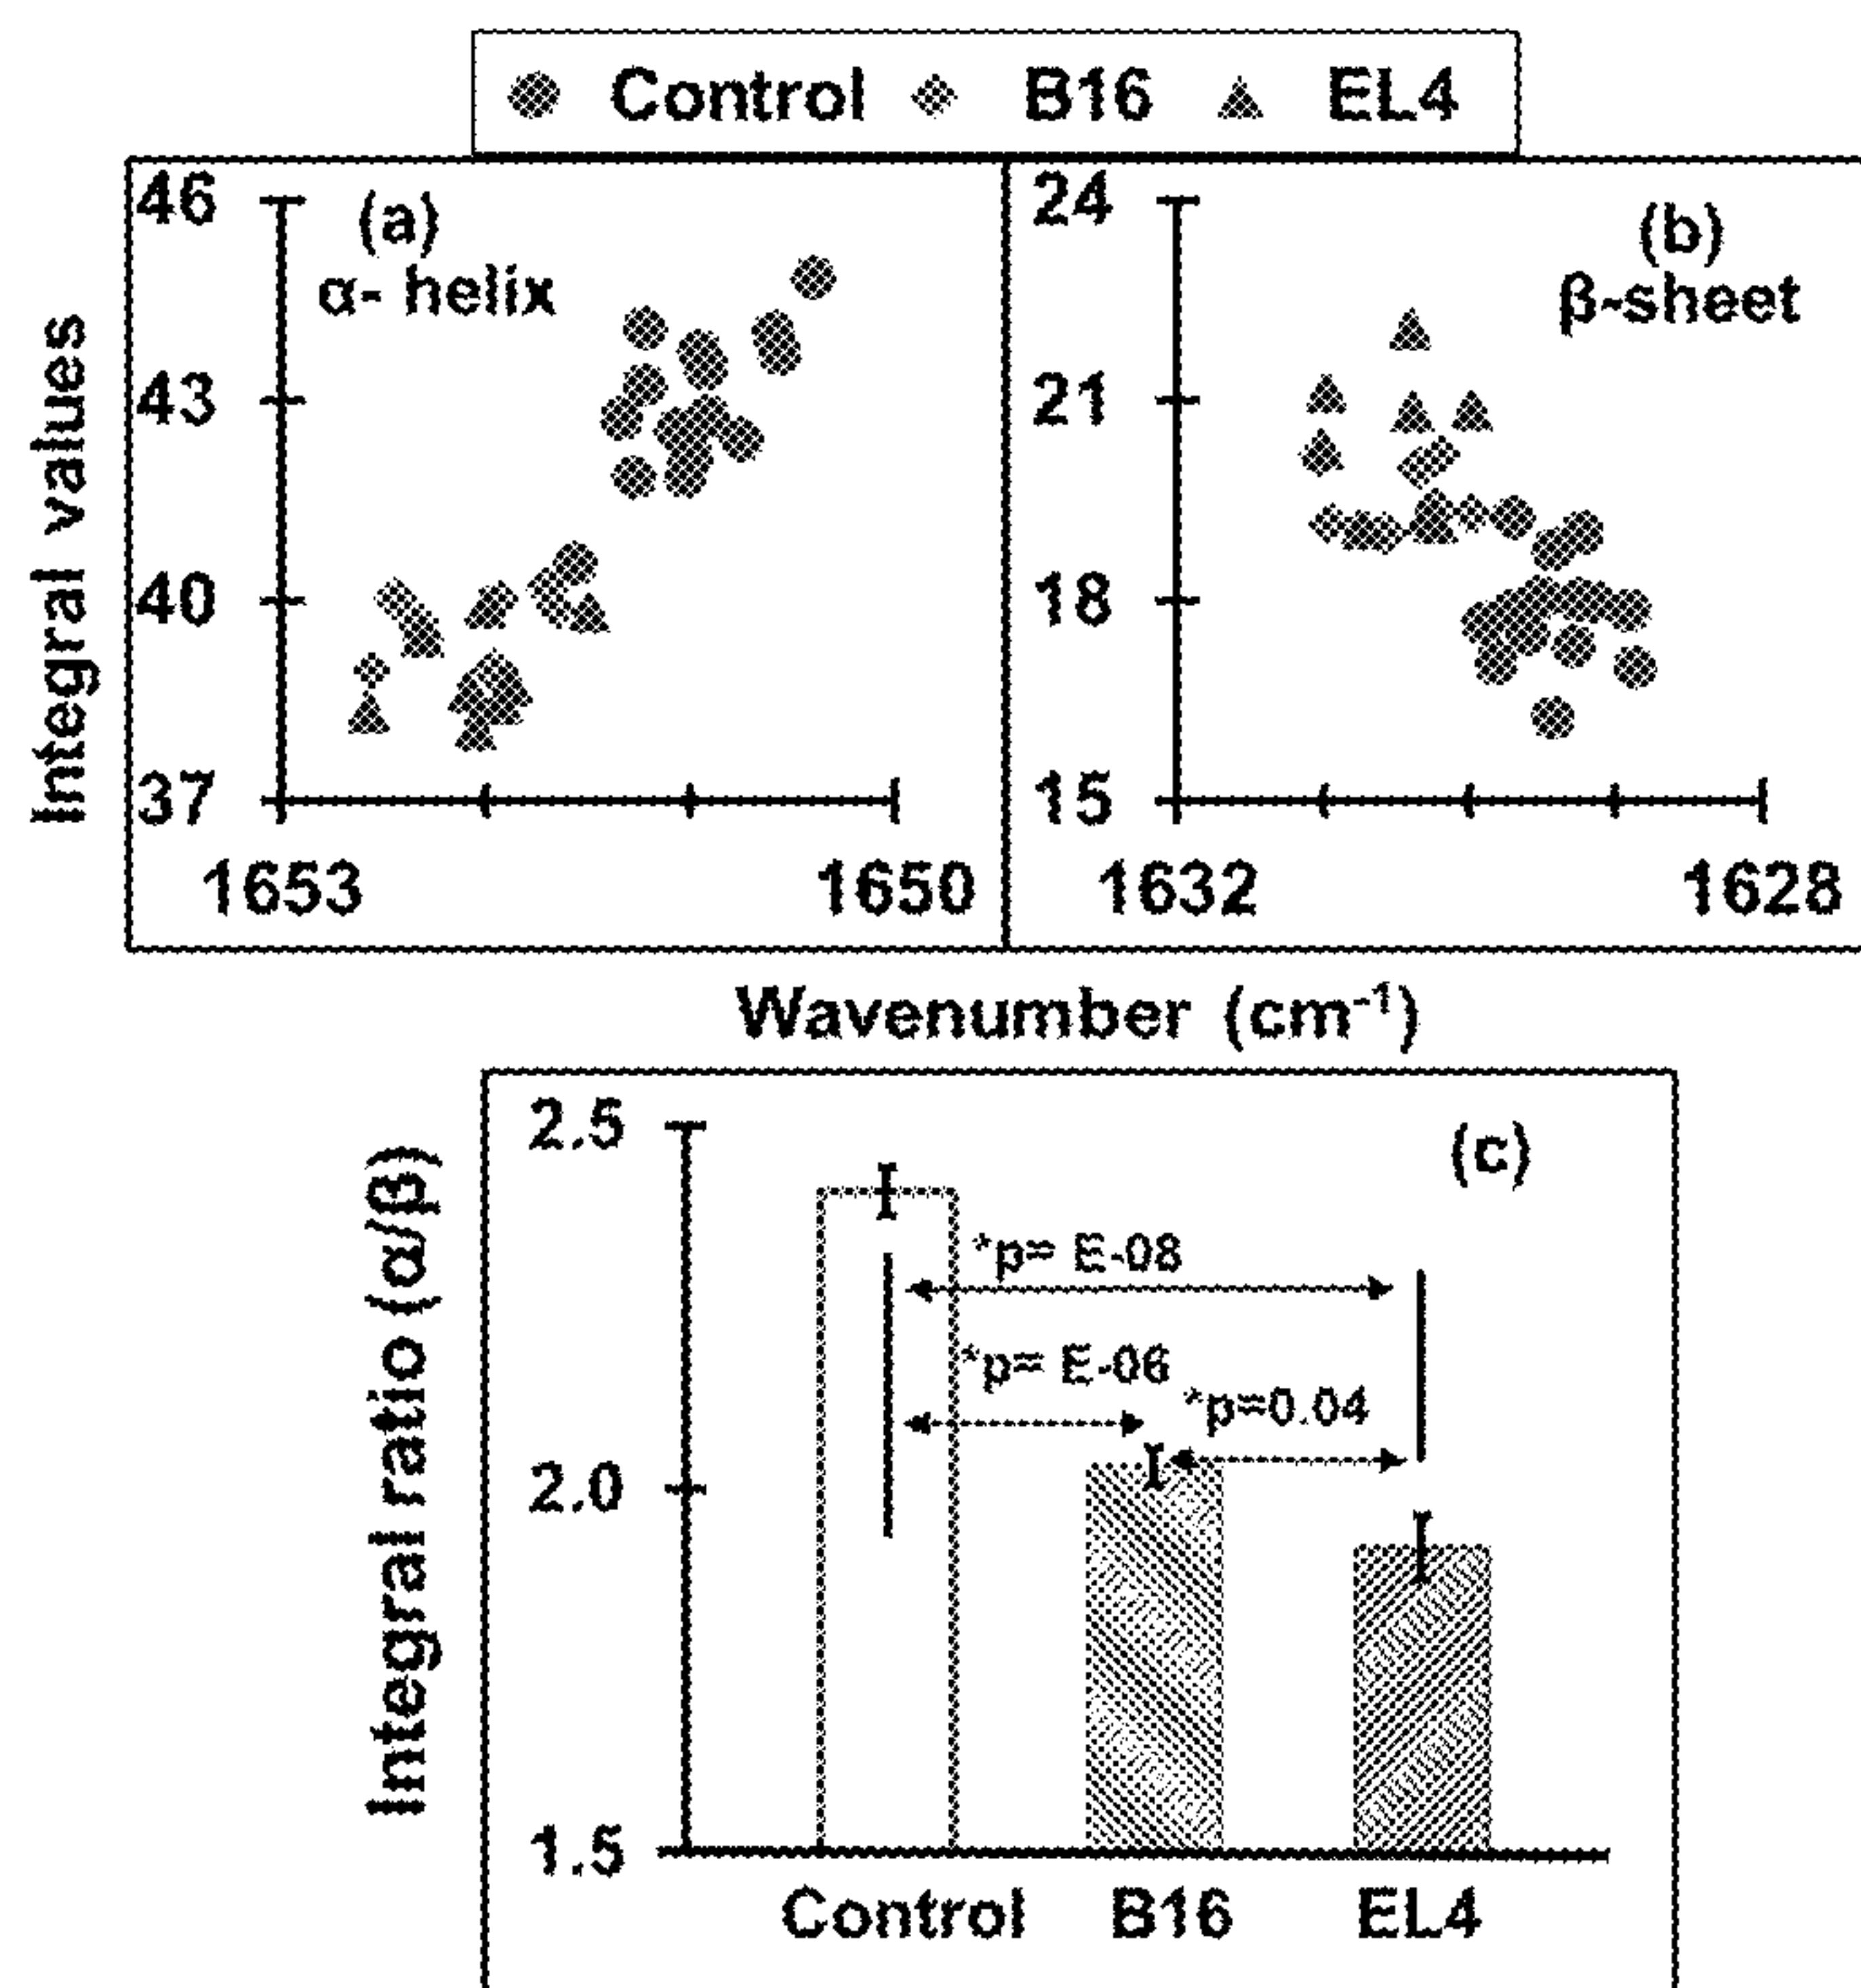 Control B16 EL4
Integral values
46
43
40
37
(a)
α- helix
1653 1650
24
21
18
15
(b)
β-sheet
1632 1628
Wavenumber (cm⁻¹)
Integral ratio (α/β)
2.5
2.0
1.5
(c)
*p= E-08
*p= E-06
*p=0.04
Control B16 EL4